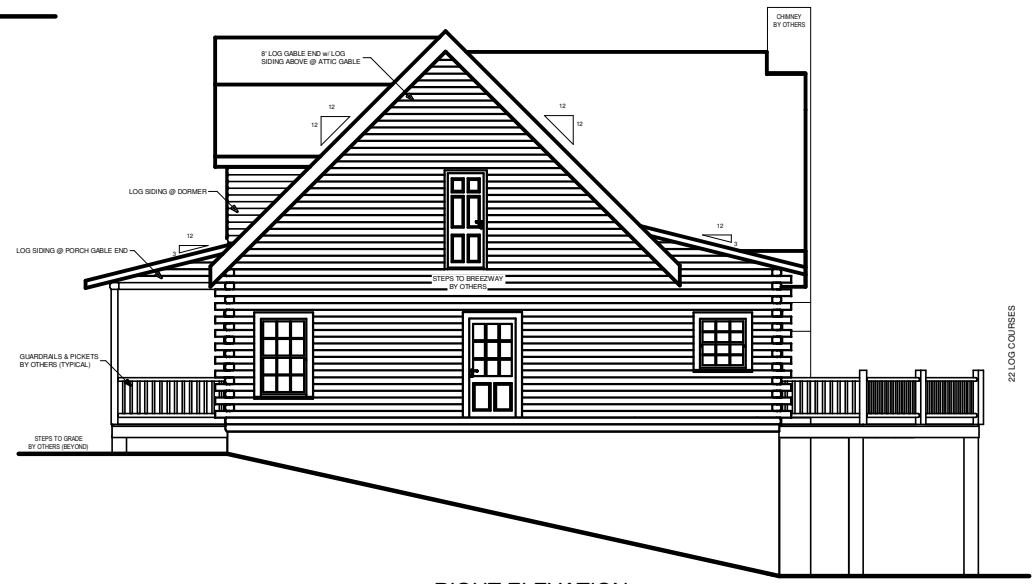 CHIMNEY
BY OTHERS
8' LOG GABLE END w/ LOG
SIDING ABOVE @ ATTIC GABLE
12
12
12
12
LOG SIDING @ DORMER
12
3
12
3
LOG SIDING @ PORCH GABLE END
STEPS TO BREEZWAY
BY OTHERS
22 LOG COURSES
GUARDRAILS & PICKETS
BY OTHERS (TYPICAL)
STEPS TO GRADE
BY OTHERS (BEYOND)
RIGHT ELEVATION